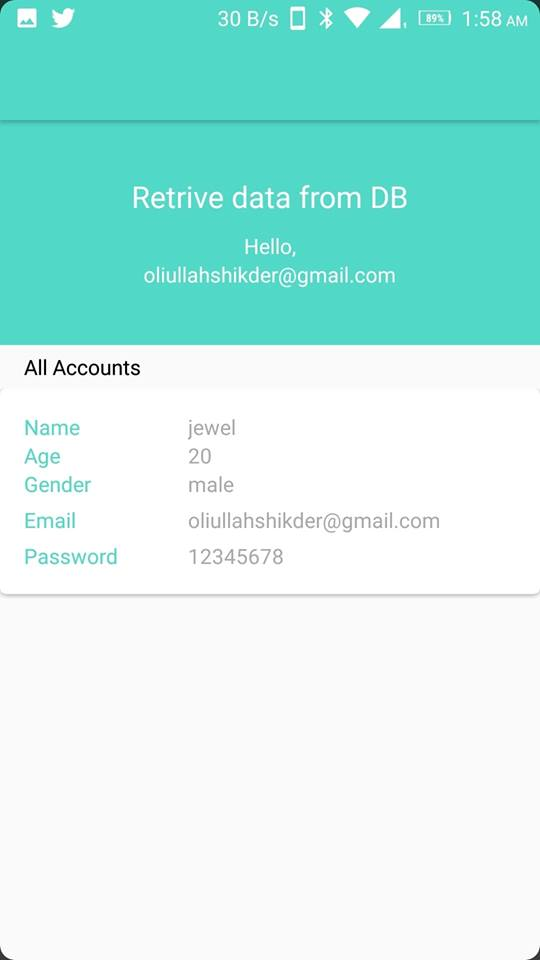 30 B/s 89% 1:58 AM
Retrive data from DB
Hello,
oliullahshikder@gmail.com
All Accounts
Name jewel
Age 20
Gender male
Email oliullahshikder@gmail.com
Password 12345678